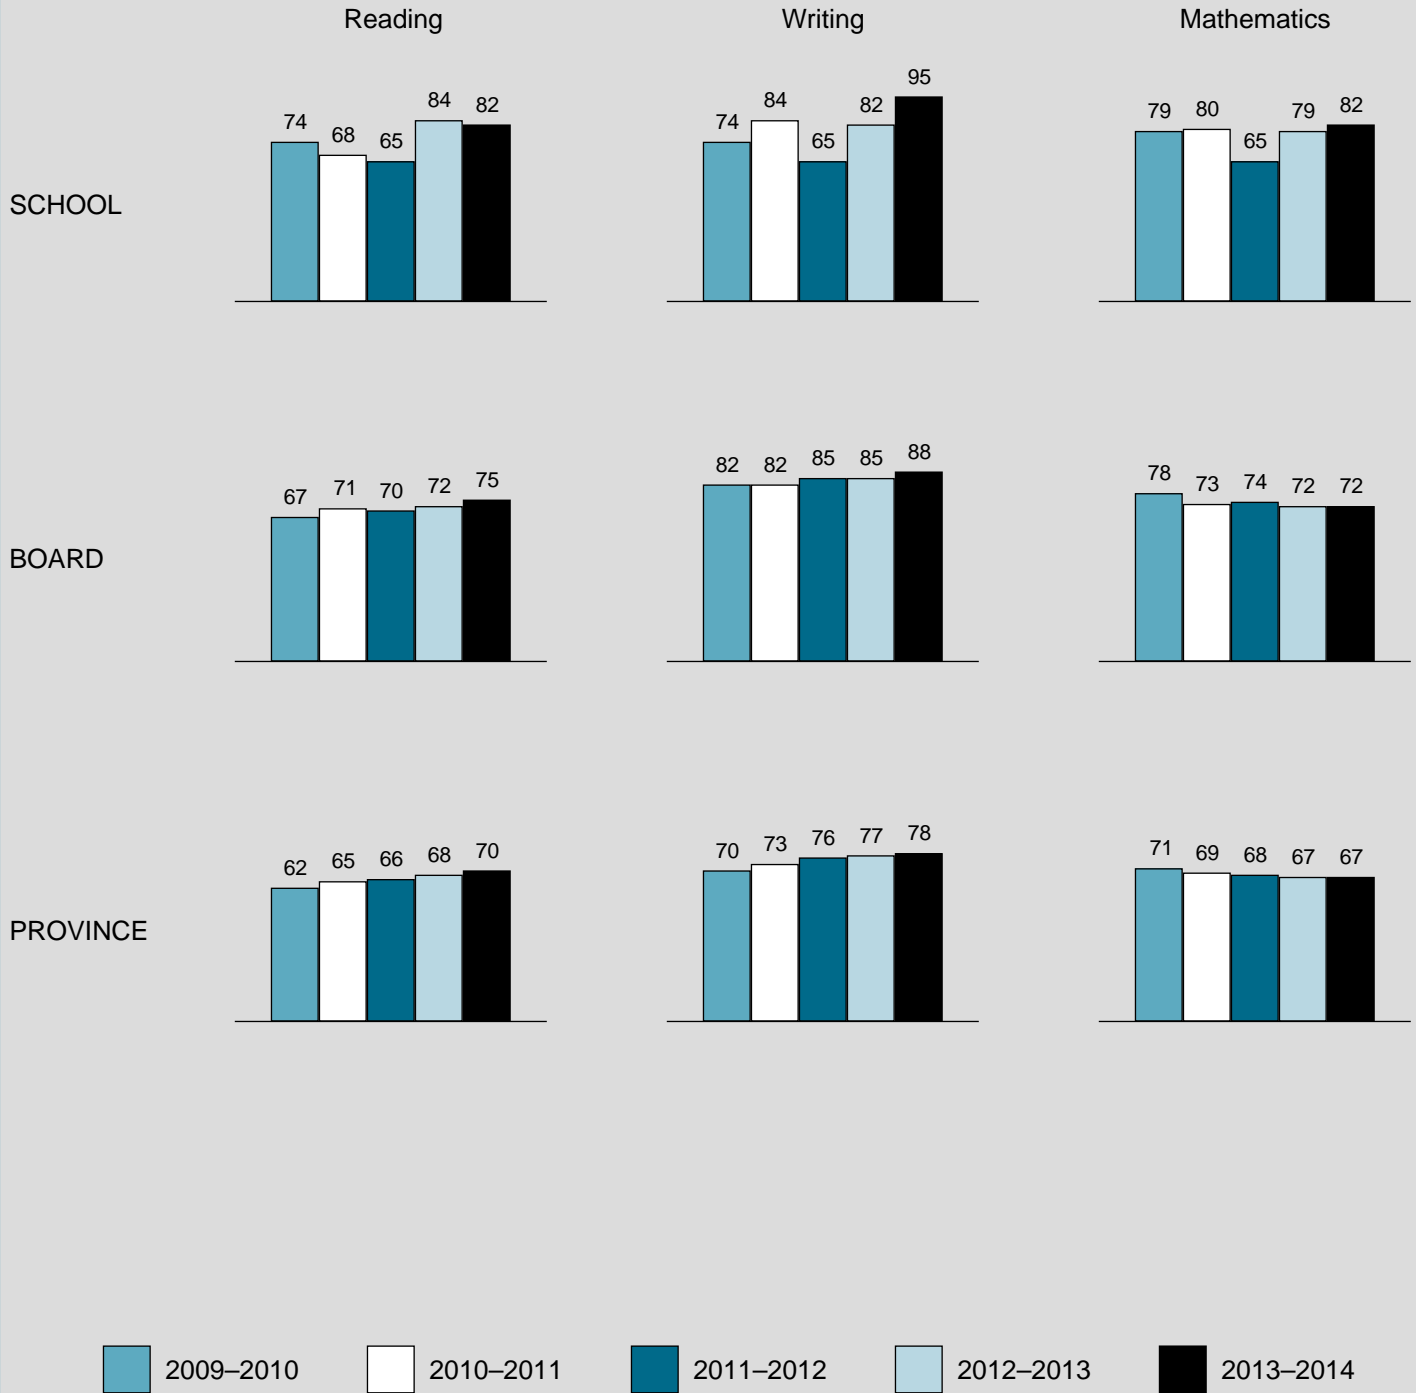 Reading Writing Mathematics
SCHOOL
74 68 65 84 82
74 84 65 82 95
79 80 65 79 82
BOARD
67 71 70 72 75
82 82 85 85 88
78 73 74 72 72
PROVINCE
62 65 66 68 70
70 73 76 77 78
71 69 68 67 67
2009–2010 2010–2011 2011–2012 2012–2013 2013–2014